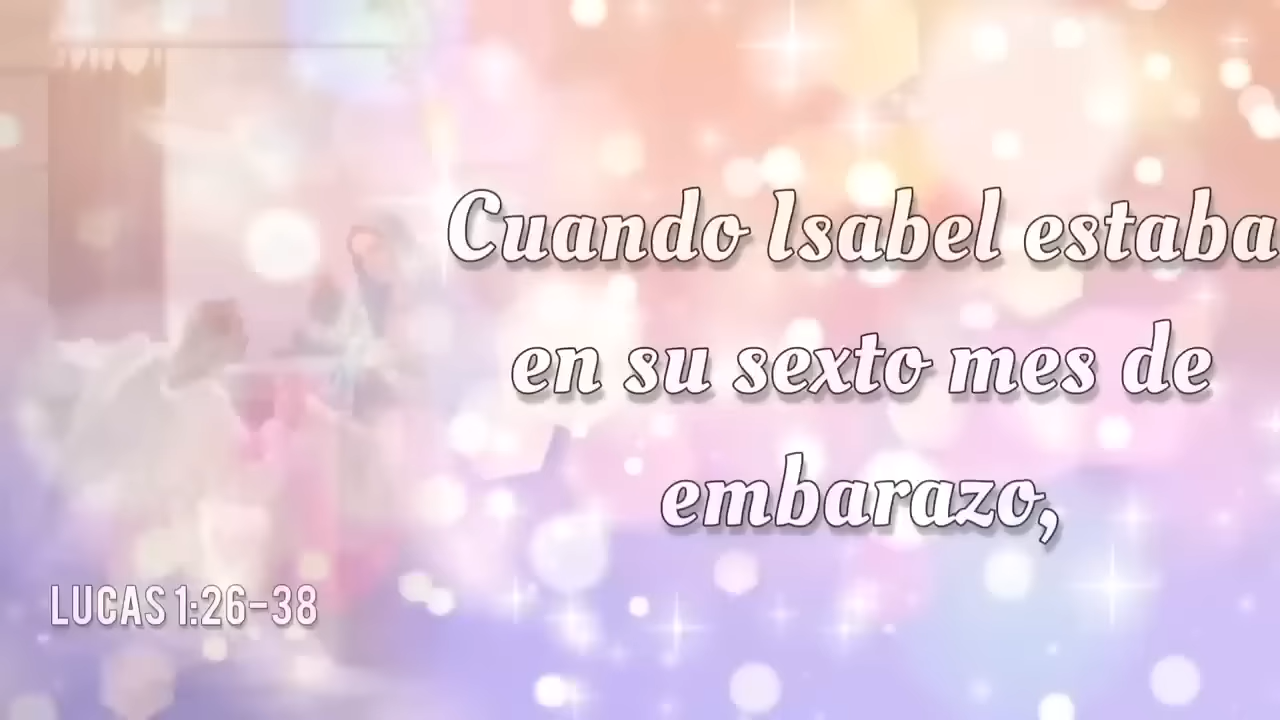 Cuando Isabel estaba
en su sexto mes de
embarazo,
LUCAS 1:26-38